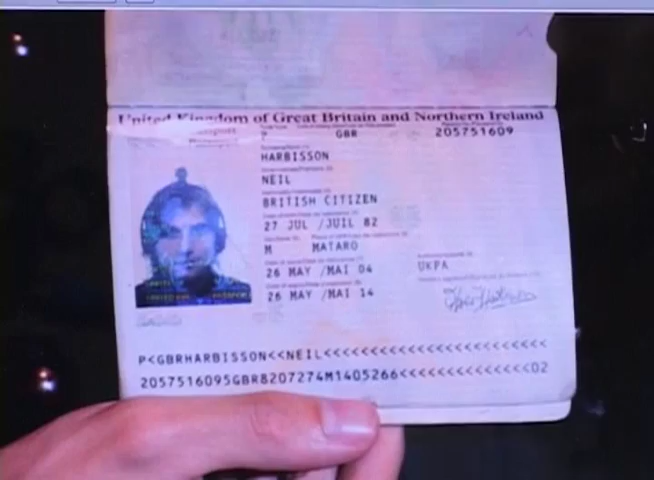 United Kingdom of Great Britain and Northern Ireland
P GBR 205751609
HARBISSON
NEIL
BRITISH CITIZEN
27 JUL /JUIL 82
M MATARO
26 MAY /MAI 04
UKPA
26 MAY /MAI 14
P<GBRHARBISSON<<NEIL<<<<<<<<<<<<<<<<<<<<<<<<
2057516095GBR8207274M1405266<<<<<<<<<<<<<<02